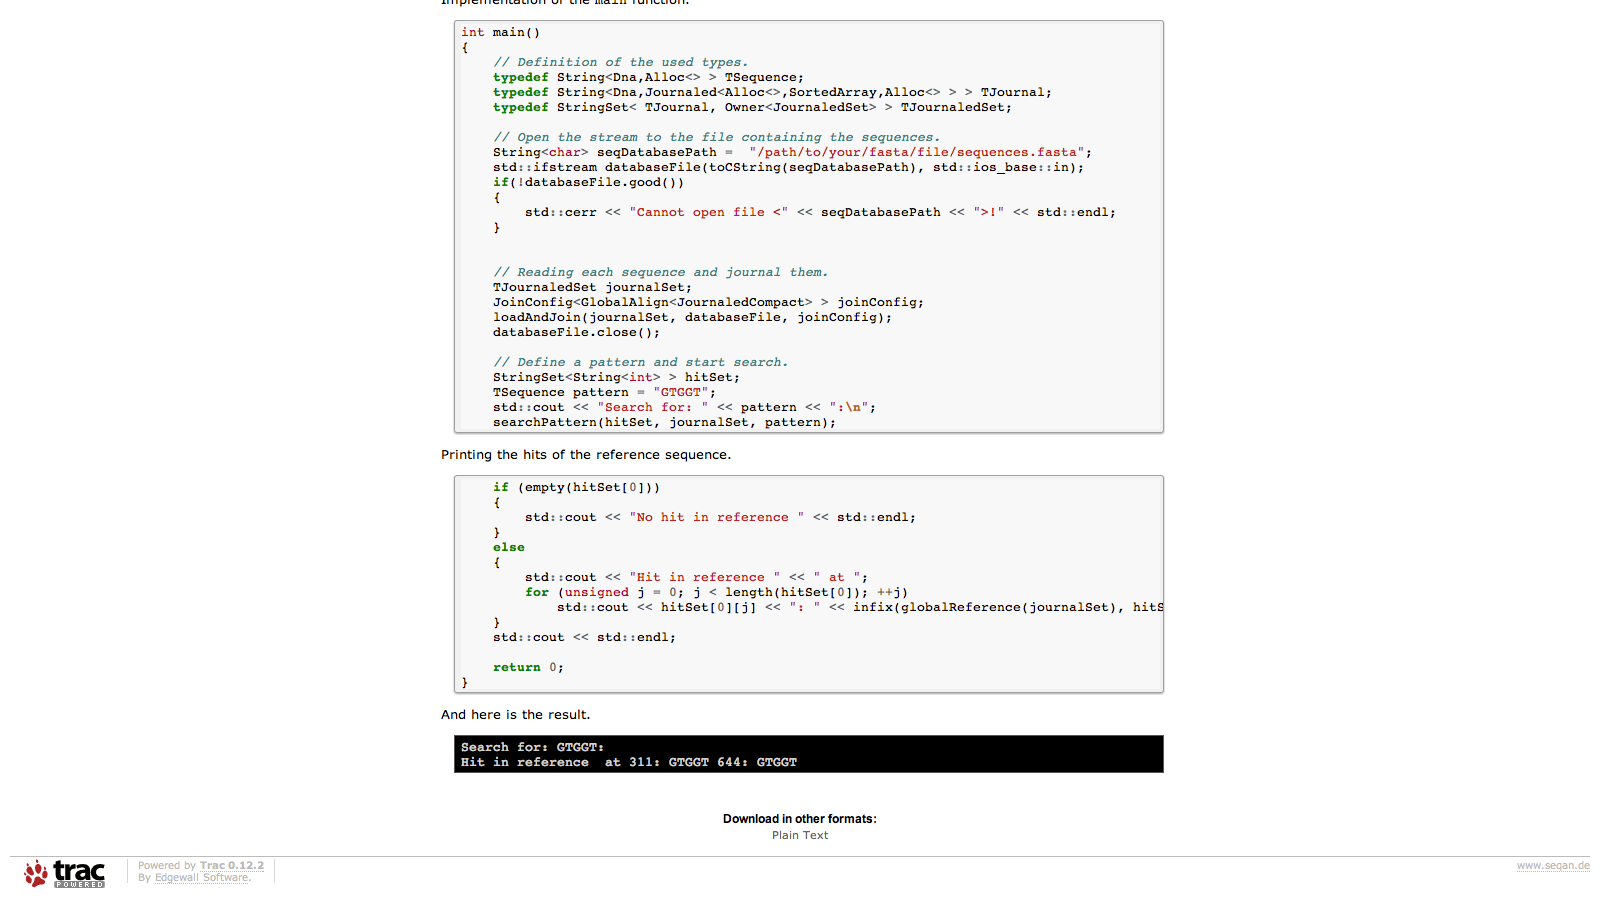 Implementation of the main function.
int main()
{
    // Definition of the used types.
    typedef String<Dna,Alloc<> > TSequence;
    typedef String<Dna,Journaled<Alloc<>,SortedArray,Alloc<> > > TJournal;
    typedef StringSet< TJournal, Owner<JournaledSet> > TJournaledSet;

    // Open the stream to the file containing the sequences.
    String<char> seqDatabasePath =  "/path/to/your/fasta/file/sequences.fasta";
    std::ifstream databaseFile(toCString(seqDatabasePath), std::ios_base::in);
    if(!databaseFile.good())
    {
        std::cerr << "Cannot open file <" << seqDatabasePath << ">!" << std::endl;
    }

    // Reading each sequence and journal them.
    TJournaledSet journalSet;
    JoinConfig<GlobalAlign<JournaledCompact> > joinConfig;
    loadAndJoin(journalSet, databaseFile, joinConfig);
    databaseFile.close();

    // Define a pattern and start search.
    StringSet<String<int> > hitSet;
    TSequence pattern = "GTGGT";
    std::cout << "Search for: " << pattern << ":\n";
    searchPattern(hitSet, journalSet, pattern);
Printing the hits of the reference sequence.
    if (empty(hitSet[0]))
    {
        std::cout << "No hit in reference " << std::endl;
    }
    else
    {
        std::cout << "Hit in reference " << " at ";
        for (unsigned j = 0; j < length(hitSet[0]); ++j)
            std::cout << hitSet[0][j] << ": " << infix(globalReference(journalSet), hitS
    }
    std::cout << std::endl;

    return 0;
}
And here is the result.
Search for: GTGGT:
Hit in reference  at 311: GTGGT 644: GTGGT
Download in other formats:
Plain Text
trac
POWERED
Powered by Trac 0.12.2
By Edgewall Software.
www.seqan.de